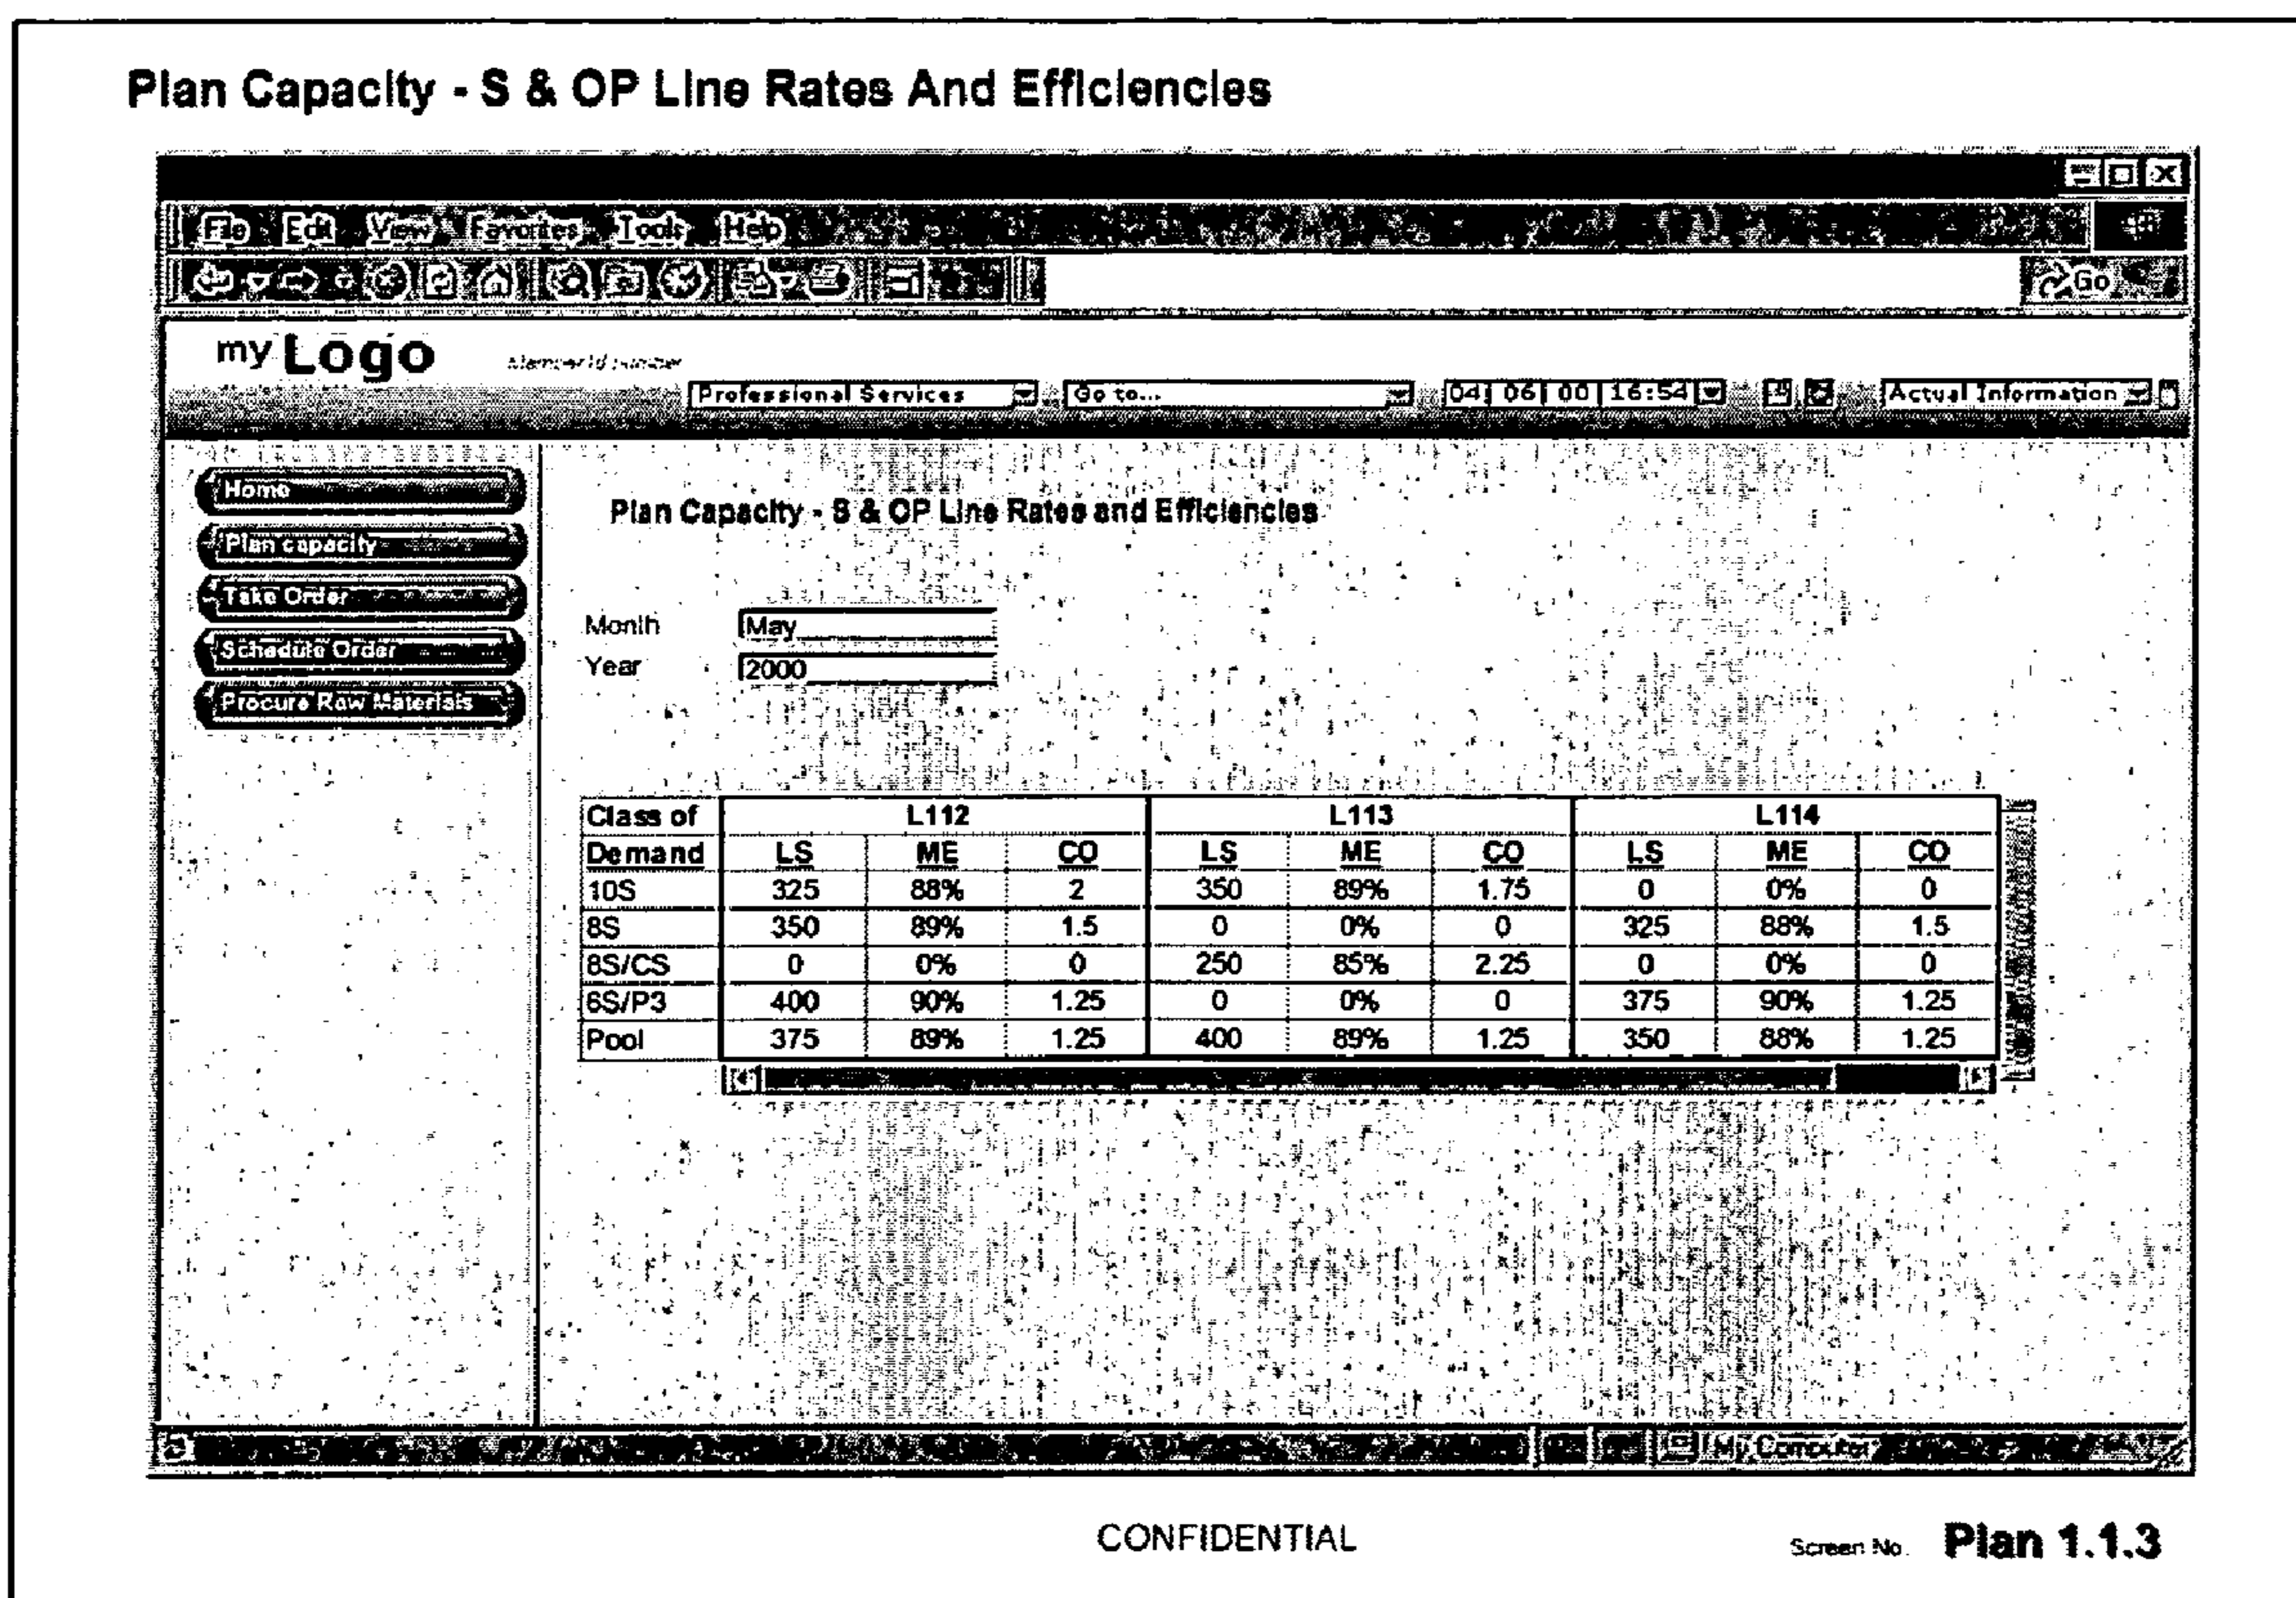 Plan Capacity - S & OP Line Rates And Efficiencies
File Edit View Favorites Tools Help
Go
my Logo Member Id number
Professional Services Go to... 04 06 00 16:54 Actual Information
Home
Plan capacity
Take Order
Schedule Order
Procure Raw Materials
Plan Capacity - S & OP Line Rates and Efficiencies
Month May
Year 2000
Class of L112 L113 L114
Demand LS ME CO LS ME CO LS ME CO
10S 325 88% 2 350 89% 1.75 0 0% 0
8S 350 89% 1.5 0 0% 0 325 88% 1.5
8S/CS 0 0% 0 250 85% 2.25 0 0% 0
6S/P3 400 90% 1.25 0 0% 0 375 90% 1.25
Pool 375 89% 1.25 400 89% 1.25 350 88% 1.25
My Computer
CONFIDENTIAL
Screen No. Plan 1.1.3